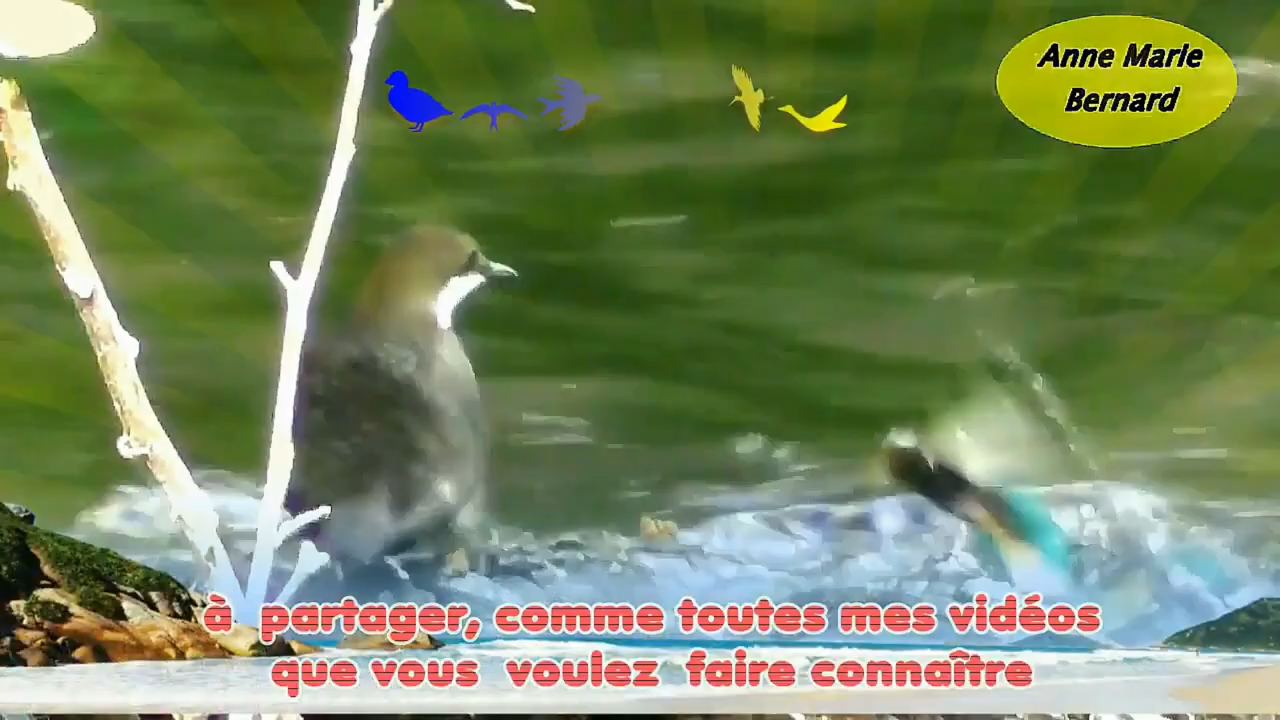 Anne Marie
Bernard
à partager, comme toutes mes vidéos
que vous voulez faire connaître